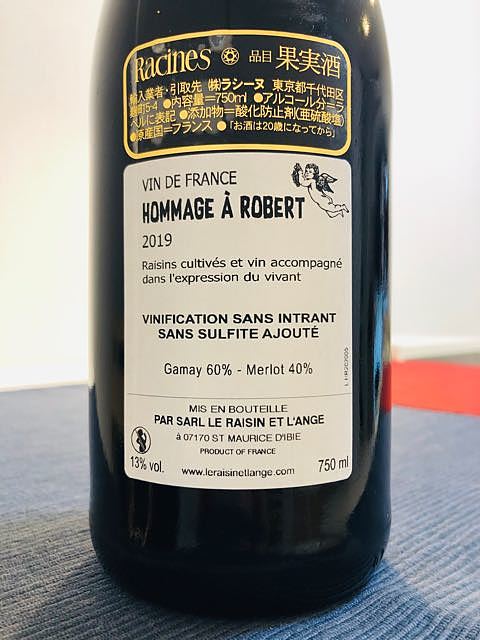 Racines 品目 果実酒
輸入業者・引取先 (株)ラシーヌ 東京都千代田区
麹町5-4 ●内容量=750ml ●アルコール分=ラ
ベルに表記 ●添加物=酸化防止剤(亜硫酸塩)
●原産国=フランス ●「お酒は20歳になってから」
VIN DE FRANCE
HOMMAGE À ROBERT
2019
Raisins cultivés et vin accompagné
dans l'expression du vivant
VINIFICATION SANS INTRANT
SANS SULFITE AJOUTÉ
Gamay 60% - Merlot 40%
MIS EN BOUTEILLE
PAR SARL LE RAISIN ET L'ANGE
à 07170 ST MAURICE D'IBIE
PRODUCT OF FRANCE
13% vol. www.leraisinetlange.com 750 ml